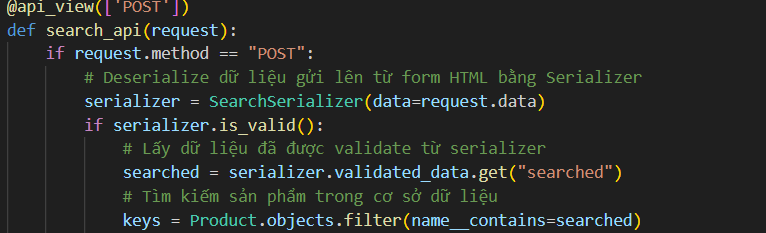 @api_view(['POST'])
def search_api(request):
    if request.method == "POST":
        # Deserialize dữ liệu gửi lên từ form HTML bằng Serializer
        serializer = SearchSerializer(data=request.data)
        if serializer.is_valid():
            # Lấy dữ liệu đã được validate từ serializer
            searched = serializer.validated_data.get("searched")
            # Tìm kiếm sản phẩm trong cơ sở dữ liệu
            keys = Product.objects.filter(name__contains=searched)